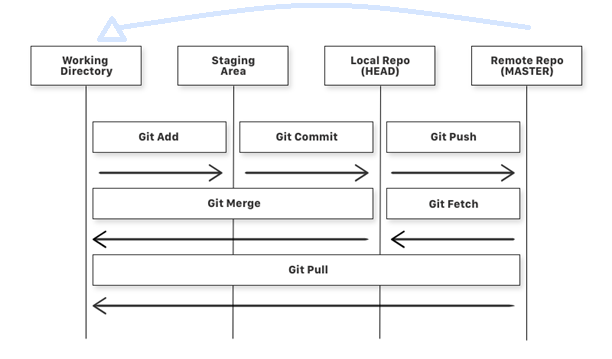 Working
Directory
Staging
Area
Local Repo
(HEAD)
Remote Repo
(MASTER)
Git Add
Git Commit
Git Push
Git Merge
Git Fetch
Git Pull